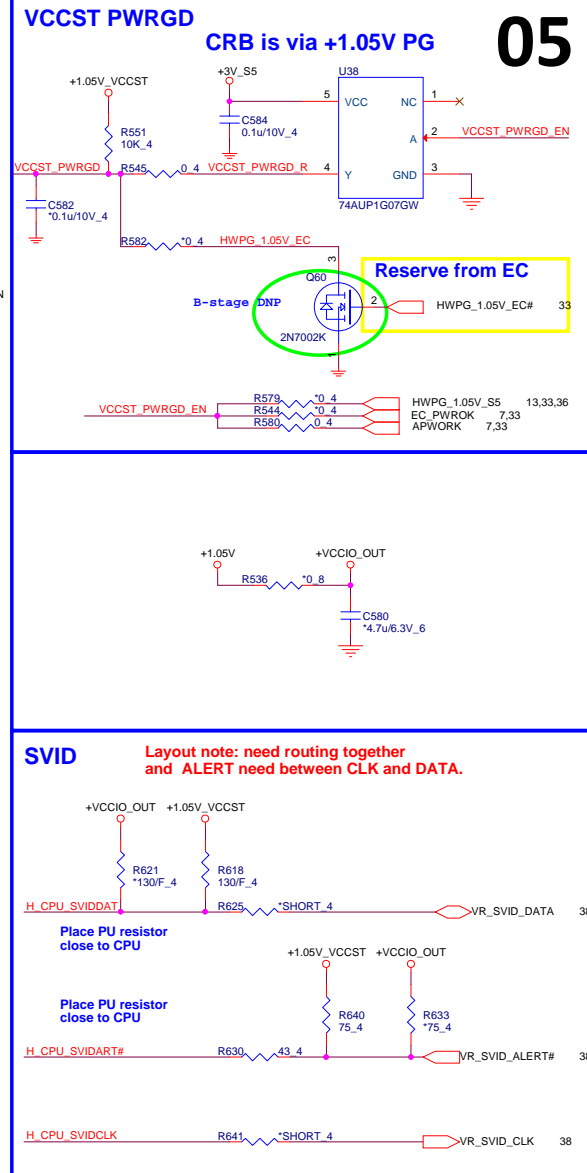 VCCST PWRGD
CRB is via +1.05V PG
05
+1.05V_VCCST
+3V_S5
U38
R551
10K_4
C584
0.1u/10V_4
5
VCC
NC
1
A
2
VCCST_PWRGD_EN
VCCST_PWRGD
R545
0_4
VCCST_PWRGD_R
4
Y
GND
3
74AUP1G07GW
C582
*0.1u/10V_4
R582
*0_4
HWPG_1.05V_EC
3
Q60
Reserve from EC
B-stage DNP
2
HWPG_1.05V_EC#
33
N
2N7002K
1
VCCST_PWRGD_EN
R579
*0_4
HWPG_1.05V_S5
13,33,36
R544
*0_4
EC_PWROK
7,33
R580
0_4
APWORK
7,33
+1.05V
+VCCIO_OUT
R536
*0_8
C580
*4.7u/6.3V_6
SVID
Layout note: need routing together
and ALERT need between CLK and DATA.
+VCCIO_OUT
+1.05V_VCCST
R621
*130/F_4
R618
130/F_4
H_CPU_SVIDDAT
R625
*SHORT_4
VR_SVID_DATA
38
Place PU resistor
close to CPU
+1.05V_VCCST
+VCCIO_OUT
Place PU resistor
close to CPU
R640
75_4
R633
*75_4
H_CPU_SVIDART#
R630
43_4
VR_SVID_ALERT#
38
H_CPU_SVIDCLK
R641
*SHORT_4
VR_SVID_CLK
38